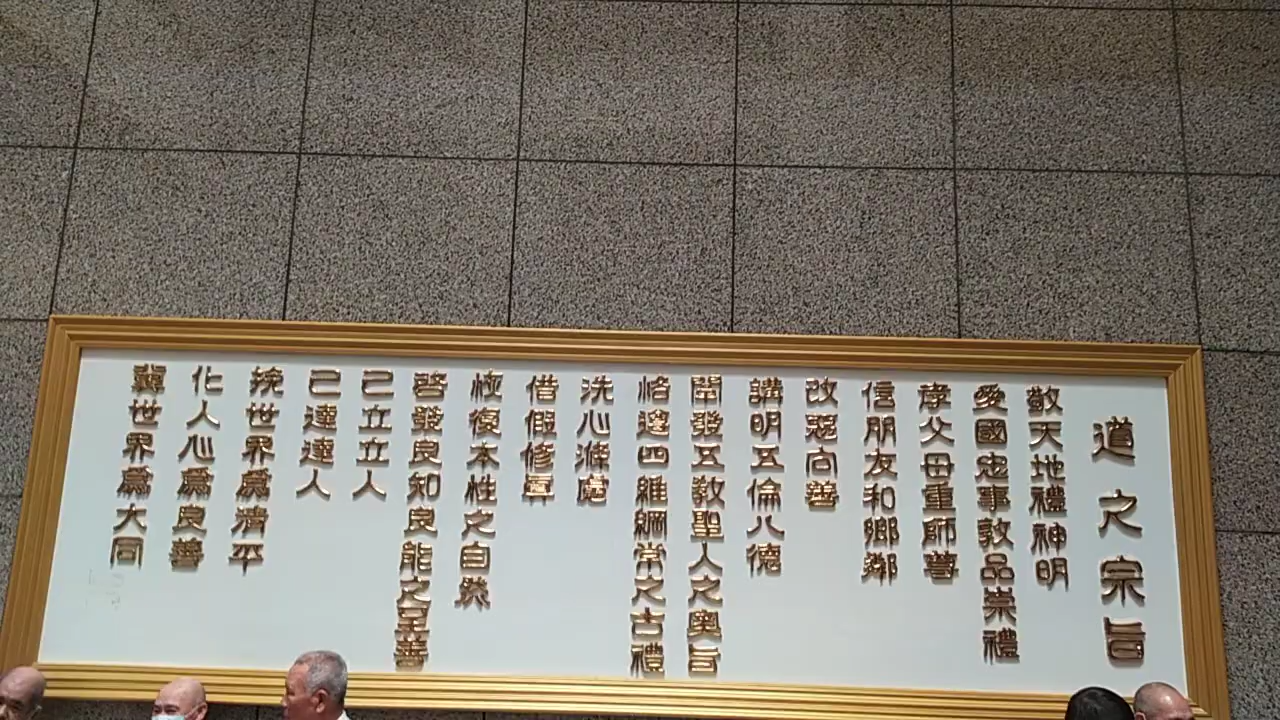 道之宗旨
敬天地禮神明
愛國忠事敦品崇禮
孝父母重師尊
信朋友和鄉鄰
改惡向善
講明五倫八德
闡發五教聖人之奧旨
恪遵四維綱常之古禮
洗心滌慮
借假修真
恢復本性之自然
啓發良知良能之至善
己立立人
己達達人
挽世界爲清平
化人心爲良善
冀世界爲大同